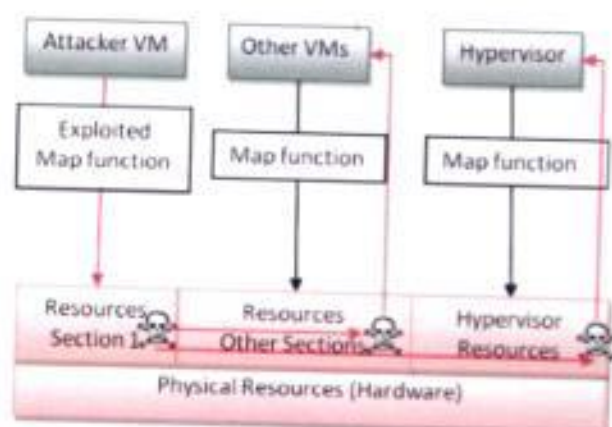 Attacker VM
Other VMs
Hypervisor
Exploited
Map function
Map function
Map function
Resources
Section 1
Resources
Other Sections
Hypervisor
Resources
Physical Resources (Hardware)